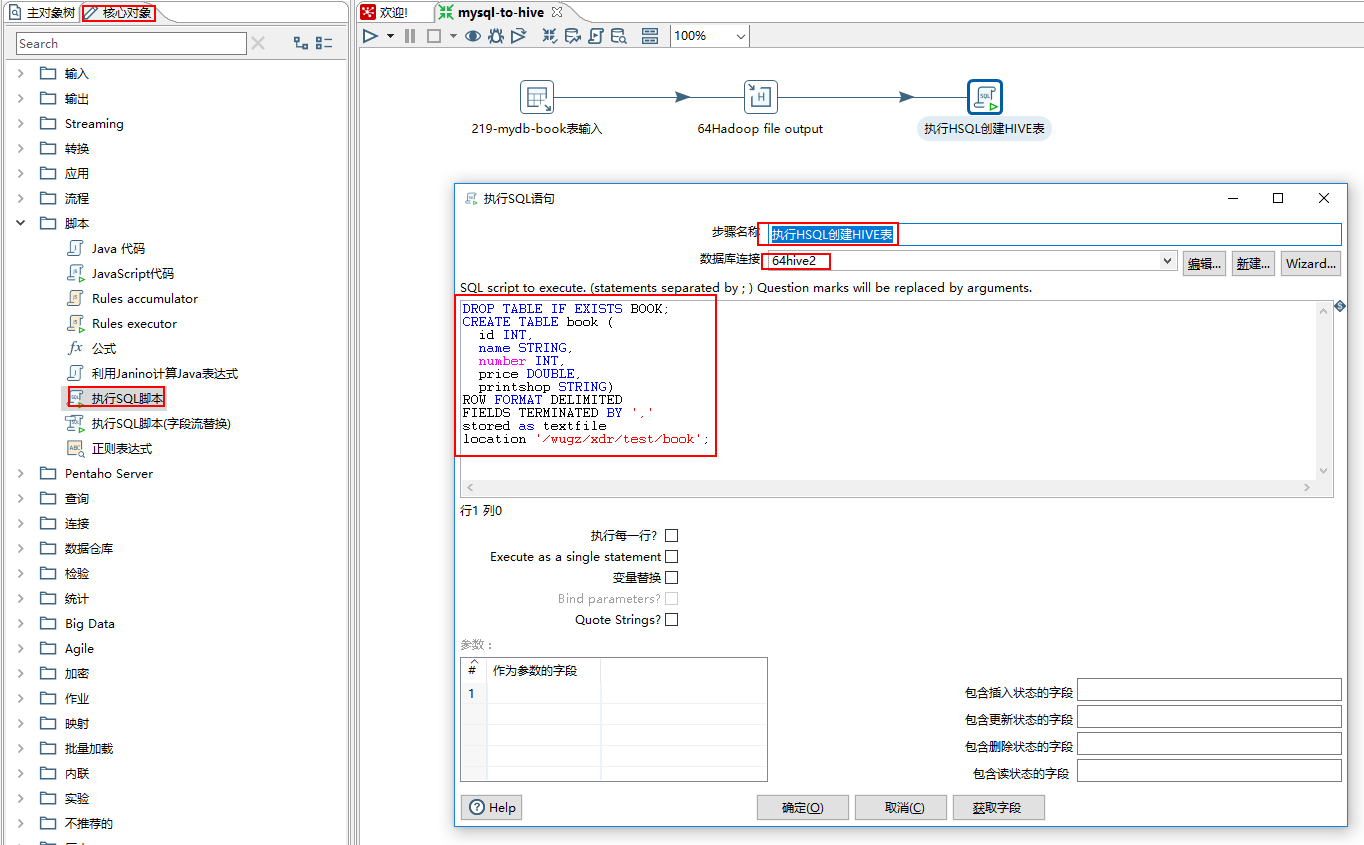 主对象树 核心对象
Search
输入
输出
Streaming
转换
应用
流程
脚本
Java 代码
JavaScript代码
Rules accumulator
Rules executor
fx 公式
利用Janino计算Java表达式
执行SQL脚本
执行SQL脚本(字段流替换)
正则表达式
Pentaho Server
查询
连接
数据仓库
检验
统计
Big Data
Agile
加密
作业
映射
批量加载
内联
实验
不推荐的
欢迎! mysql-to-hive
100%
219-mydb-book表输入 64Hadoop file output 执行HSQL创建HIVE表
执行SQL语句
步骤名称 执行HSQL创建HIVE表
数据库连接 64hive2 编辑... 新建... Wizard...
SQL script to execute. (statements separated by ; ) Question marks will be replaced by arguments.
DROP TABLE IF EXISTS BOOK;
CREATE TABLE book (
id INT,
name STRING,
number INT,
price DOUBLE,
printshop STRING)
ROW FORMAT DELIMITED
FIELDS TERMINATED BY ','
stored as textfile
location '/wugz/xdr/test/book';
行1 列0
执行每一行?
Execute as a single statement
变量替换
Bind parameters?
Quote Strings?
参数 :
# 作为参数的字段
1
包含插入状态的字段
包含更新状态的字段
包含删除状态的字段
包含读状态的字段
Help 确定(O) 取消(C) 获取字段